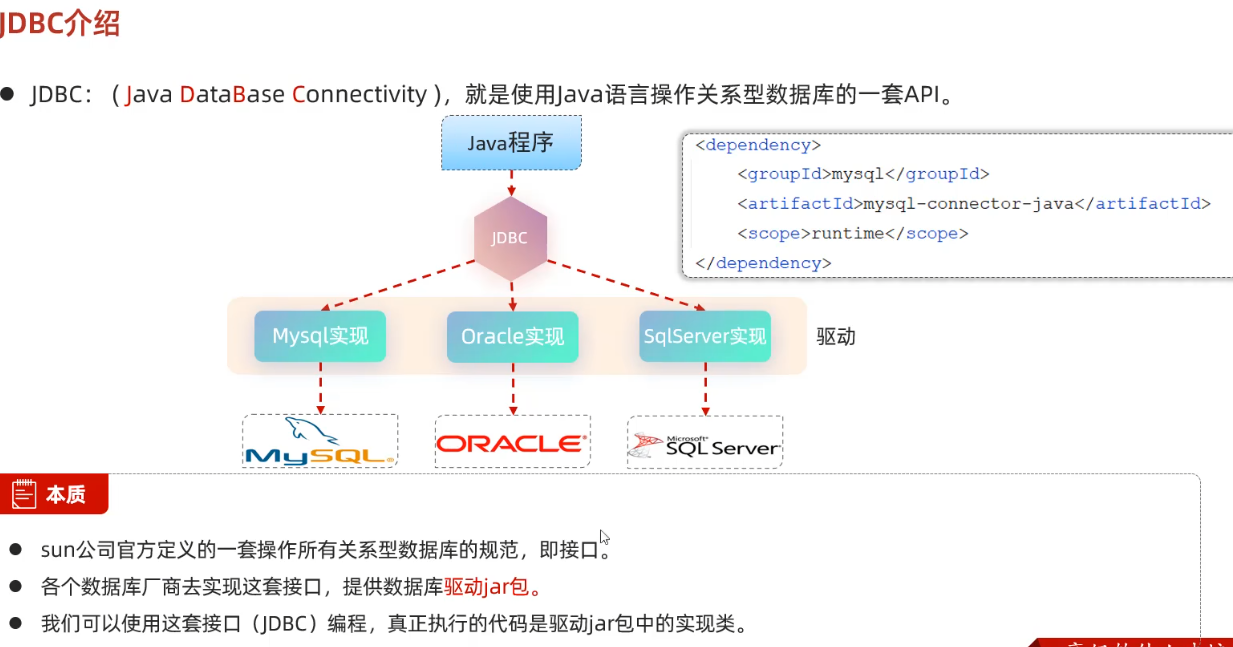 JDBC介绍
JDBC：（Java DataBase Connectivity），就是使用Java语言操作关系型数据库的一套API。
Java程序
<dependency>
<groupId>mysql</groupId>
<artifactId>mysql-connector-java</artifactId>
<scope>runtime</scope>
</dependency>
JDBC
Mysql实现
Oracle实现
SqlServer实现
驱动
MySQL®
ORACLE®
Microsoft®
SQL Server
本质
sun公司官方定义的一套操作所有关系型数据库的规范，即接口。
各个数据库厂商去实现这套接口，提供数据库驱动jar包。
我们可以使用这套接口（JDBC）编程，真正执行的代码是驱动jar包中的实现类。